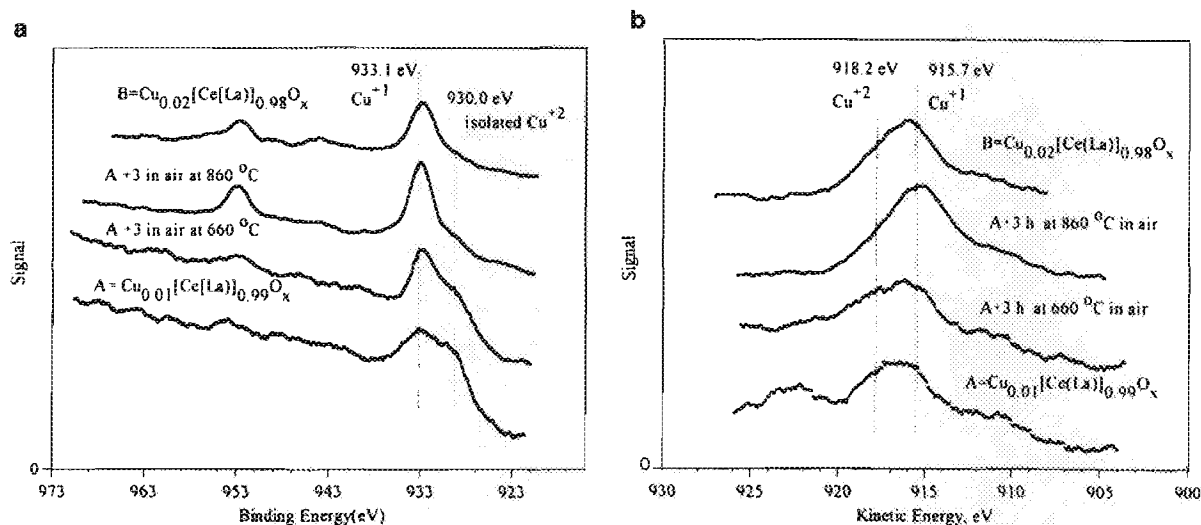 a
933.1 eV
Cu+1
930.0 eV
isolated Cu+2
B=Cu0.02[Ce[La)]0.98Ox
A +3 in air at 860 °C
A +3 in air at 660 °C
A = Cu0.01[Ce[La)]0.99Ox
Signal
0
973 963 953 943 933 923
Binding Energy(eV)
b
918.2 eV
Cu+2
915.7 eV
Cu+1
B=Cu0.02[Ce(La)]0.98Ox
A+3 h at 860 °C in air
A+3 h at 660 °C in air
A=Cu0.01[Ce(La)]0.99Ox
Signal
0
930 925 920 915 910 905 900
Kinetic Energy, eV